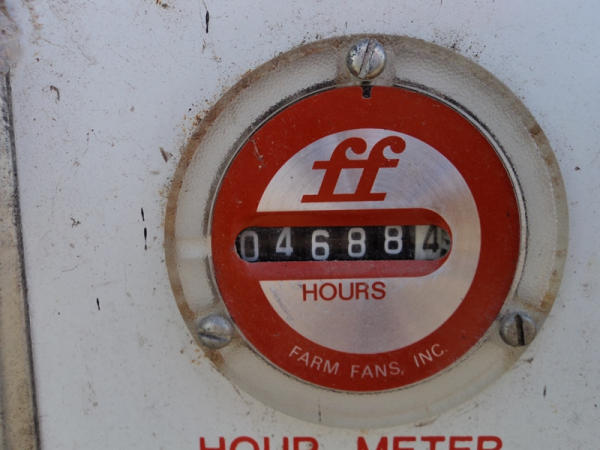 ff
046884
HOURS
FARM FANS, INC.
HOUR METER